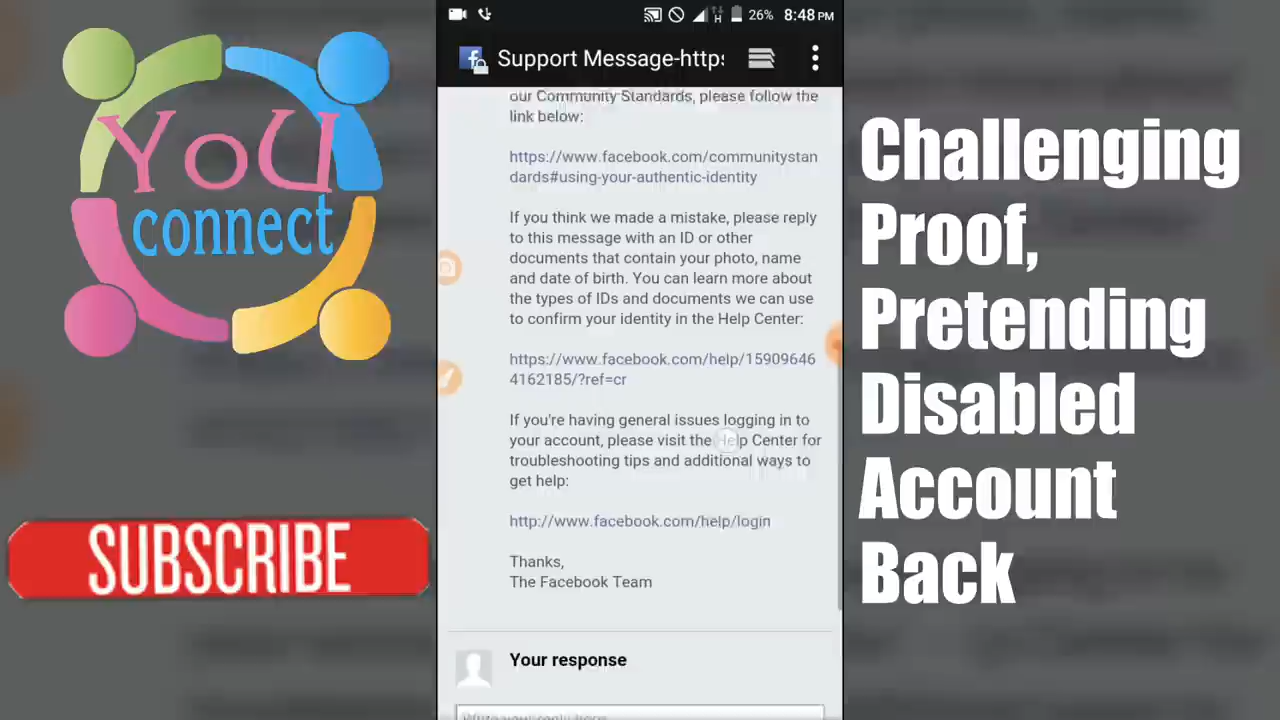 YoU
connect
SUBSCRIBE
26% 8:48 PM
Support Message-https
our Community Standards, please follow the
link below:
https://www.facebook.com/communitystan
dards#using-your-authentic-identity
If you think we made a mistake, please reply
to this message with an ID or other
documents that contain your photo, name
and date of birth. You can learn more about
the types of IDs and documents we can use
to confirm your identity in the Help Center:
https://www.facebook.com/help/15909646
4162185/?ref=cr
If you're having general issues logging in to
your account, please visit the Help Center for
troubleshooting tips and additional ways to
get help:
http://www.facebook.com/help/login
Thanks,
The Facebook Team
Your response
Challenging
Proof,
Pretending
Disabled
Account
Back